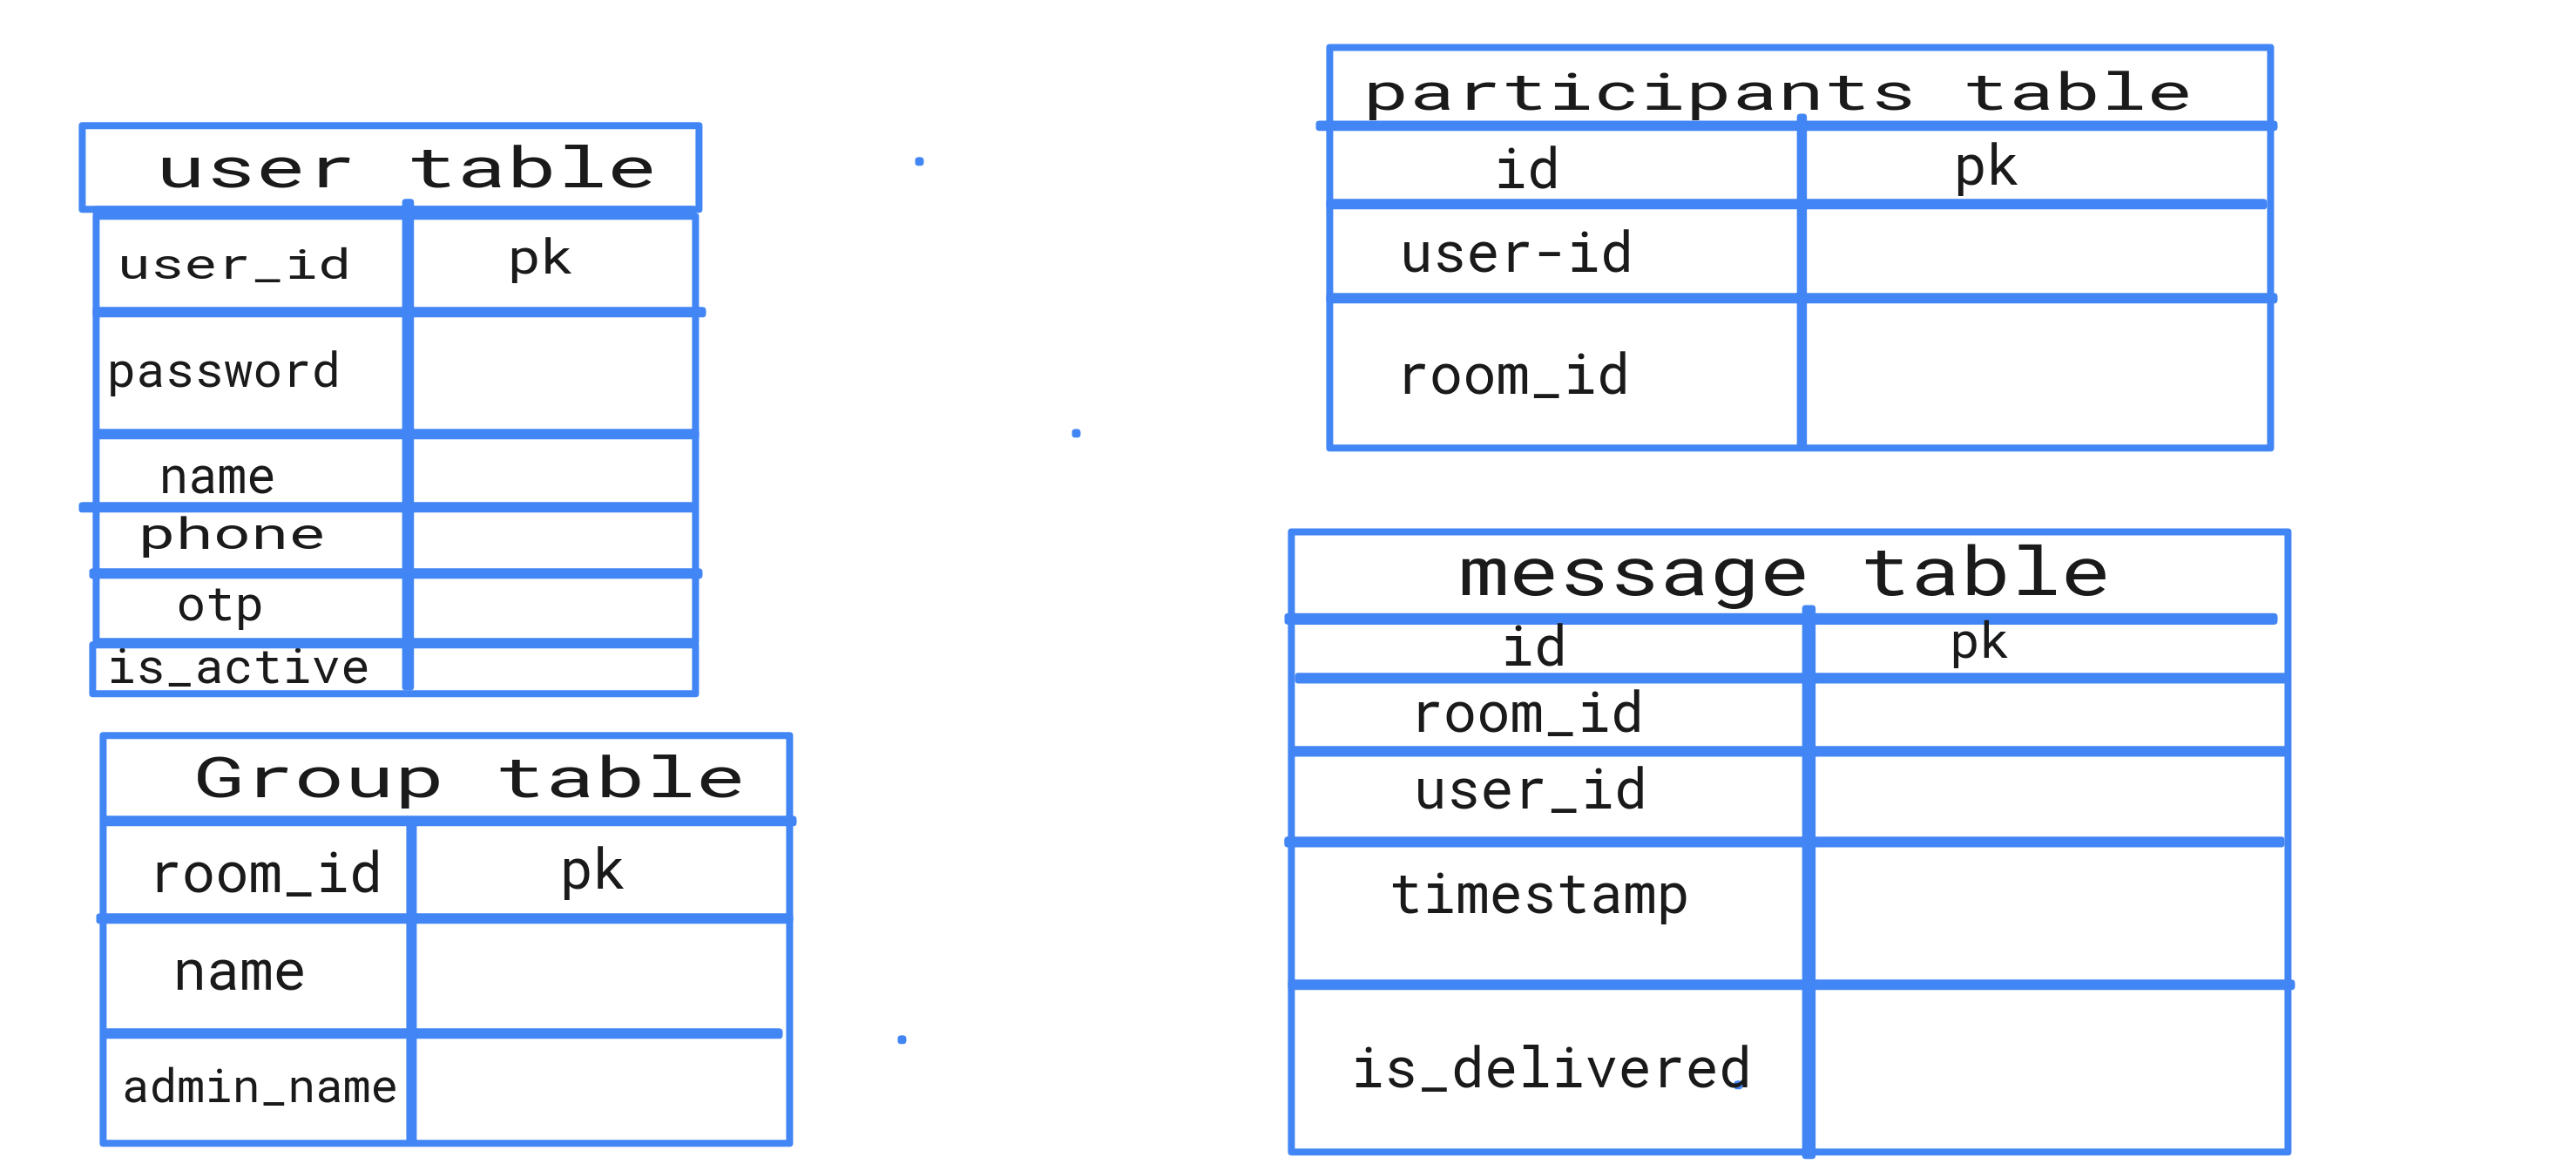 user table
user_id pk
password
name
phone
otp
is_active
Group table
room_id pk
name
admin_name
participants table
id pk
user-id
room_id
message table
id pk
room_id
user_id
timestamp
is_delivered